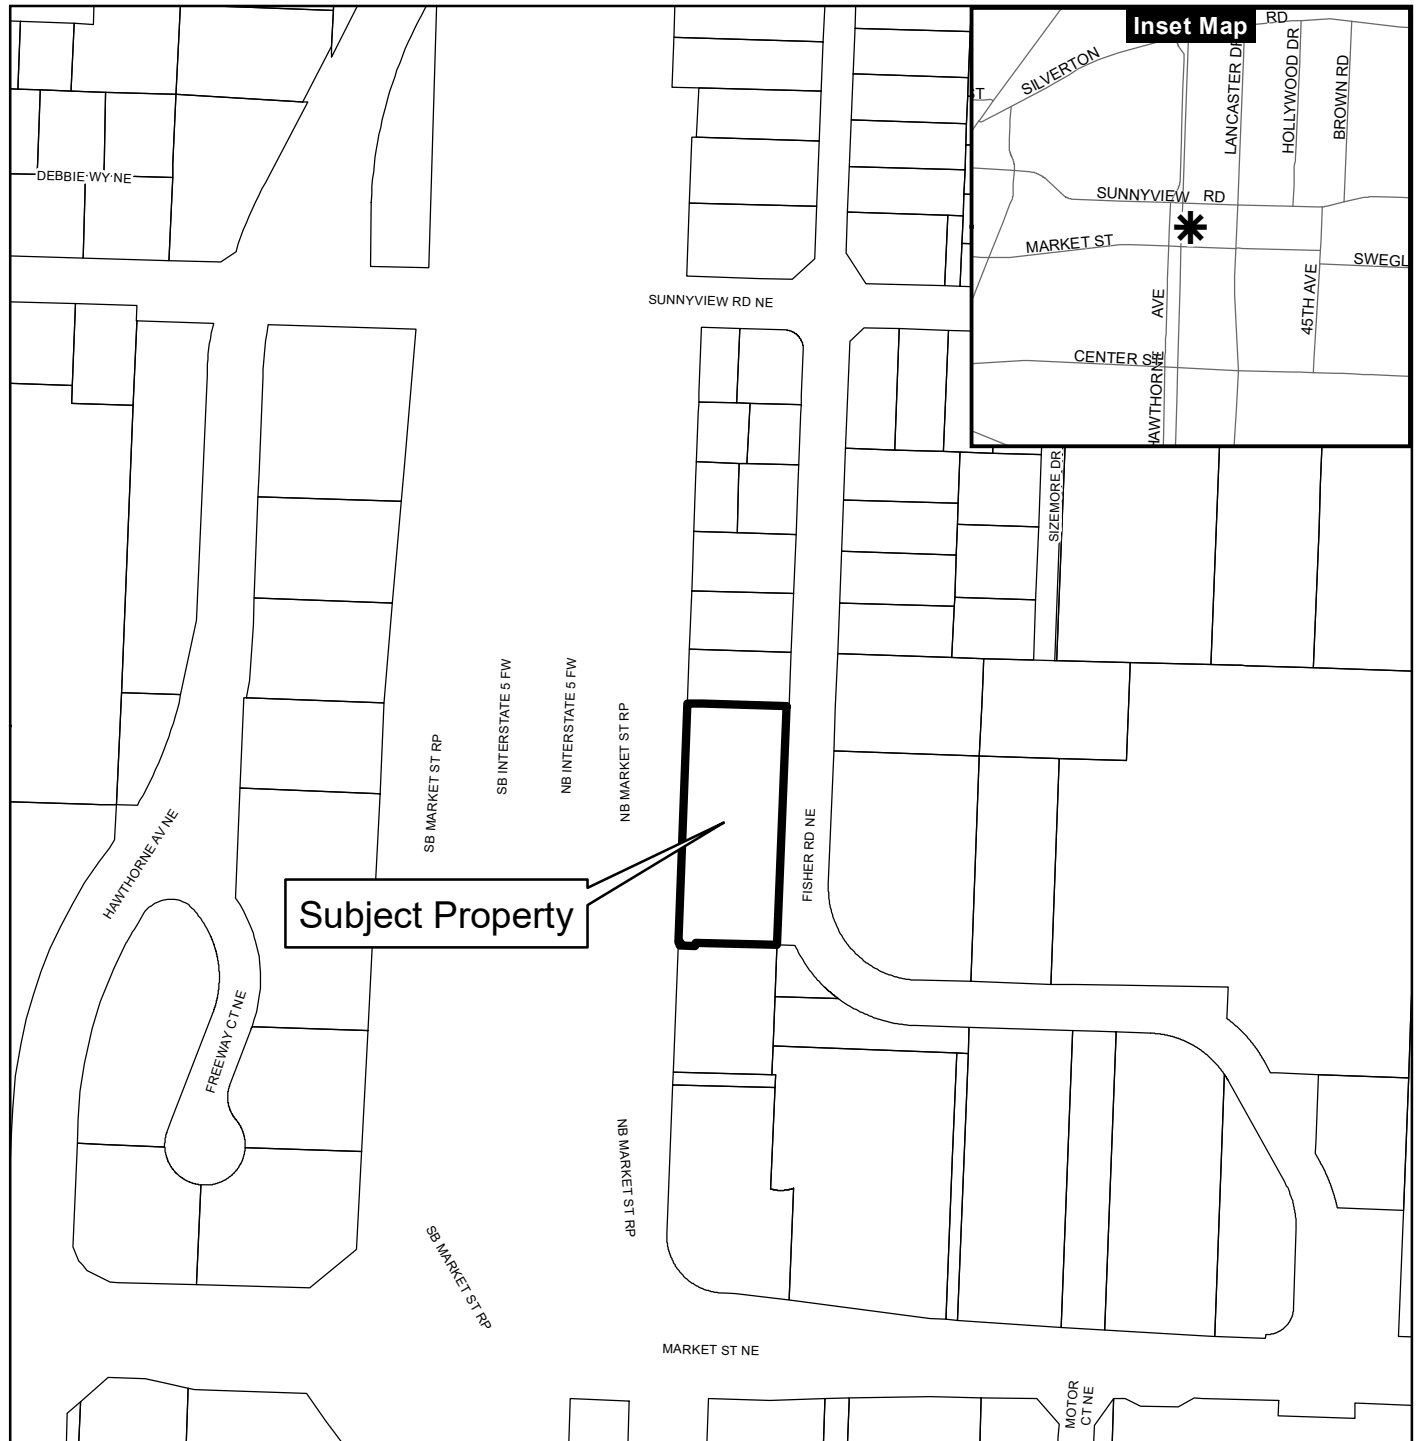 Inset Map
RD
SILVERTON
ST
LANCASTER DR
HOLLYWOOD DR
BROWN RD
SUNNYVIEW RD
MARKET ST
SWEGL
45TH AVE
AVE
CENTER ST
HAWTHORNE
DEBBIE WY NE
SUNNYVIEW RD NE
SIZEMORE DR
SB INTERSTATE 5 FW
NB INTERSTATE 5 FW
NB MARKET ST RP
SB MARKET ST RP
HAWTHORNE AV NE
FISHER RD NE
Subject Property
FREEWAY CT NE
NB MARKET ST RP
SB MARKET ST RP
MARKET ST NE
MOTOR
CT NE